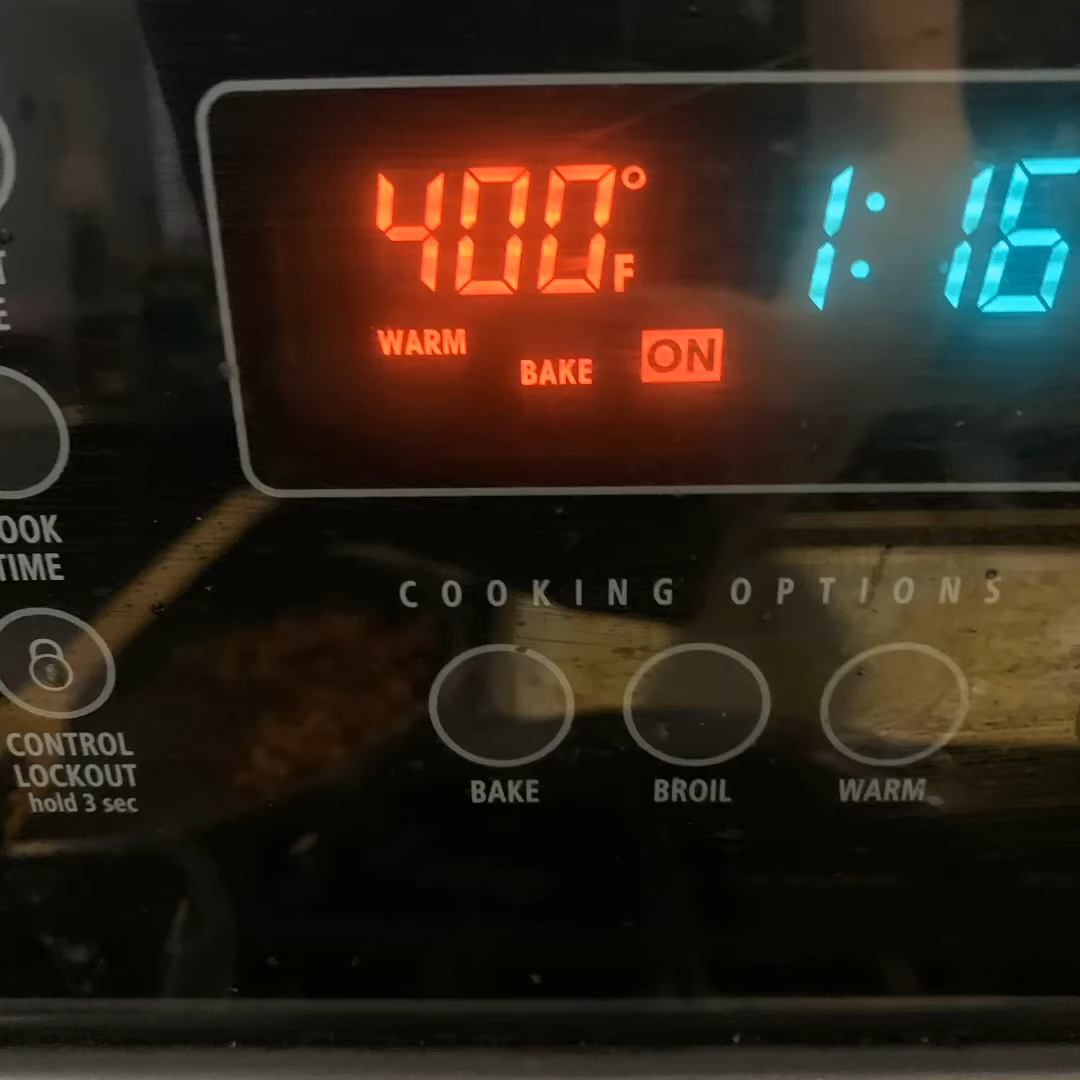 400°F
1:16
WARM
BAKE
ON
OOK
TIME
COOKING OPTIONS
CONTROL
LOCKOUT
hold 3 sec
BAKE
BROIL
WARM